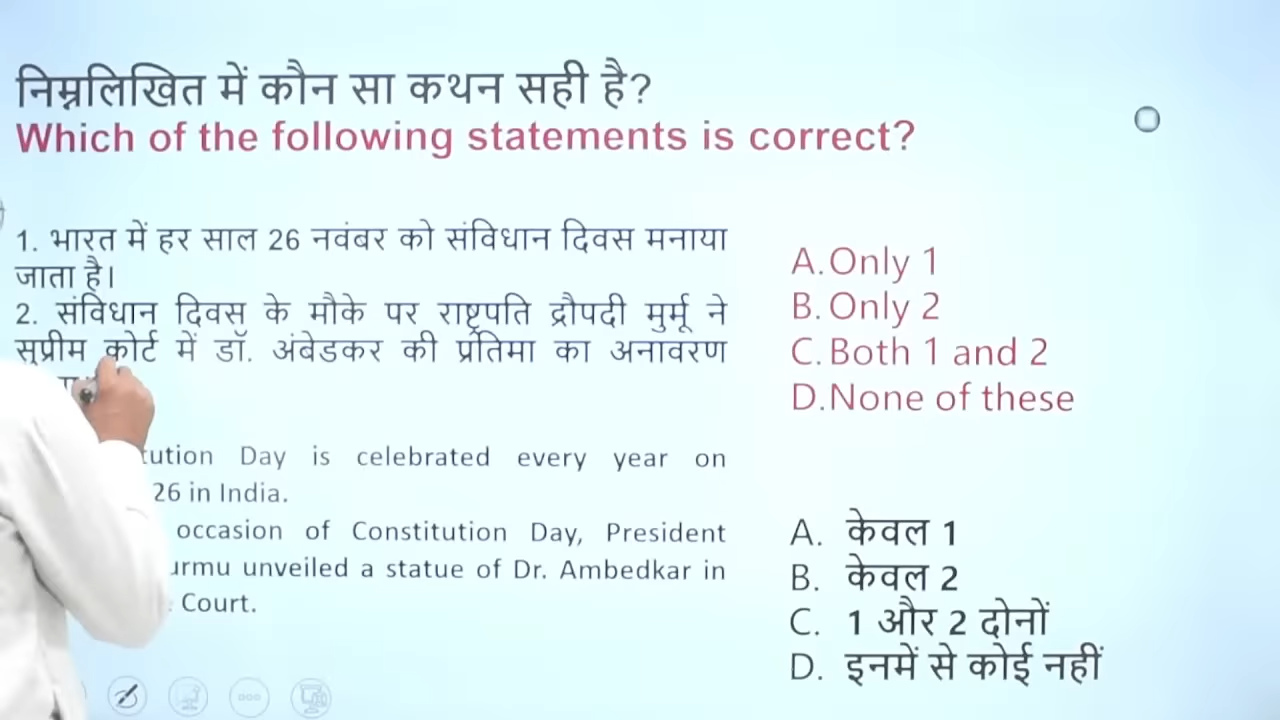 निम्नलिखित में कौन सा कथन सही है?
Which of the following statements is correct?
1. भारत में हर साल 26 नवंबर को संविधान दिवस मनाया
जाता है।
2. संविधान दिवस के मौके पर राष्ट्रपति द्रौपदी मुर्मू ने
सुप्रीम कोर्ट में डॉ. अंबेडकर की प्रतिमा का अनावरण
Day is celebrated every year on
26 in India.
occasion of Constitution Day, President
unveiled a statue of Dr. Ambedkar in
Court.
A. Only 1
B. Only 2
C. Both 1 and 2
D. None of these
A. केवल 1
B. केवल 2
C. 1 और 2 दोनों
D. इनमें से कोई नहीं